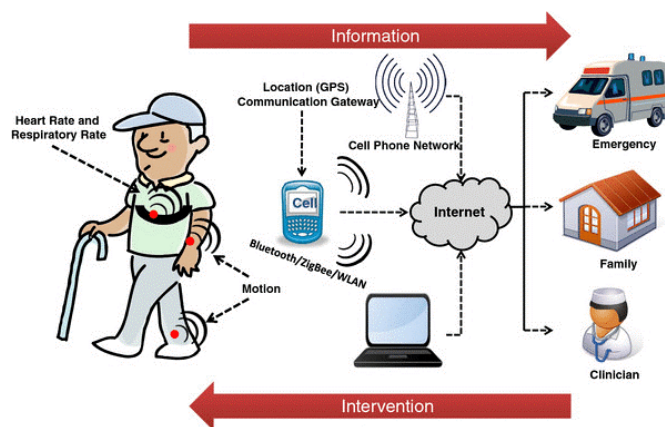 Information
Location (GPS)
Communication Gateway
Heart Rate and
Respiratory Rate
Cell Phone Network
Emergency
Cell
Internet
Bluetooth/ZigBee/WLAN
Family
Motion
Clinician
Intervention